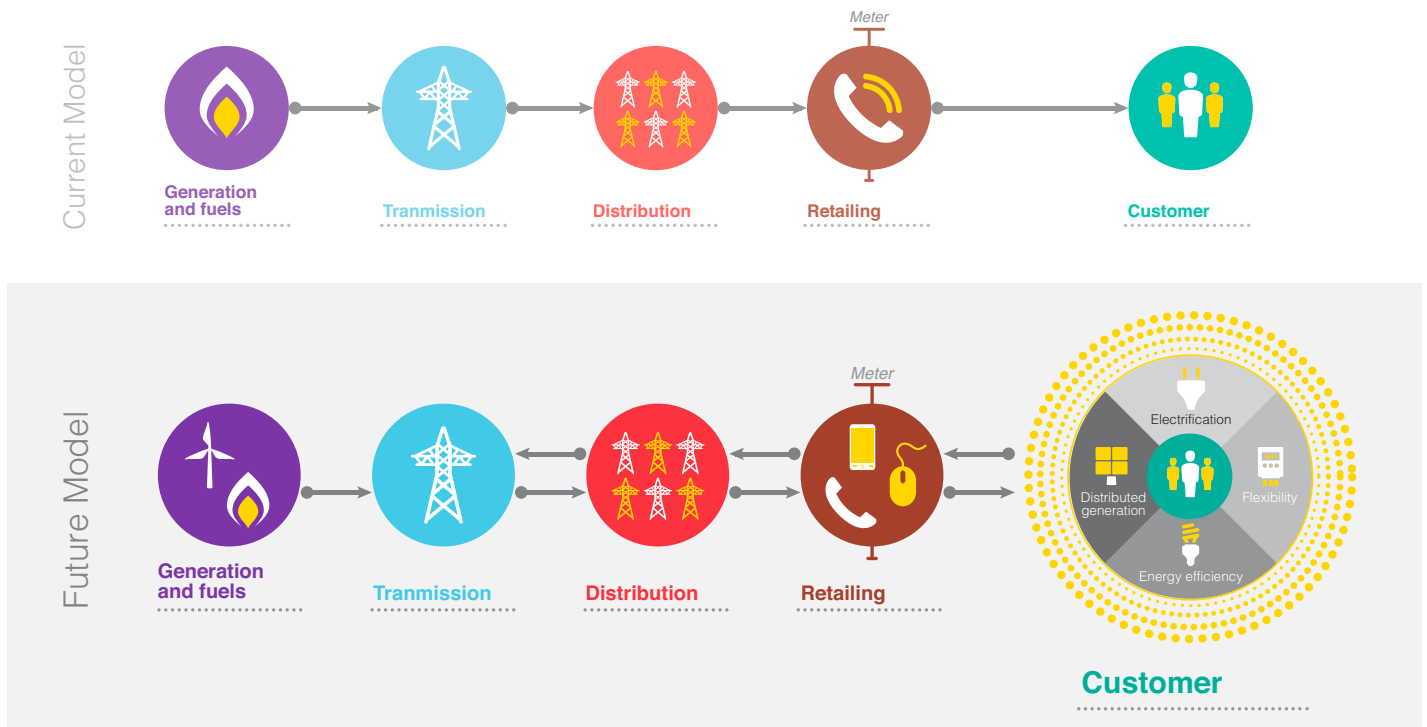 Current Model
Meter
Generation
and fuels
Tranmission
Distribution
Retailing
Customer
Future Model
Meter
Generation
and fuels
Tranmission
Distribution
Retailing
Electrification
Distributed
generation
Flexibility
Energy efficiency
Customer